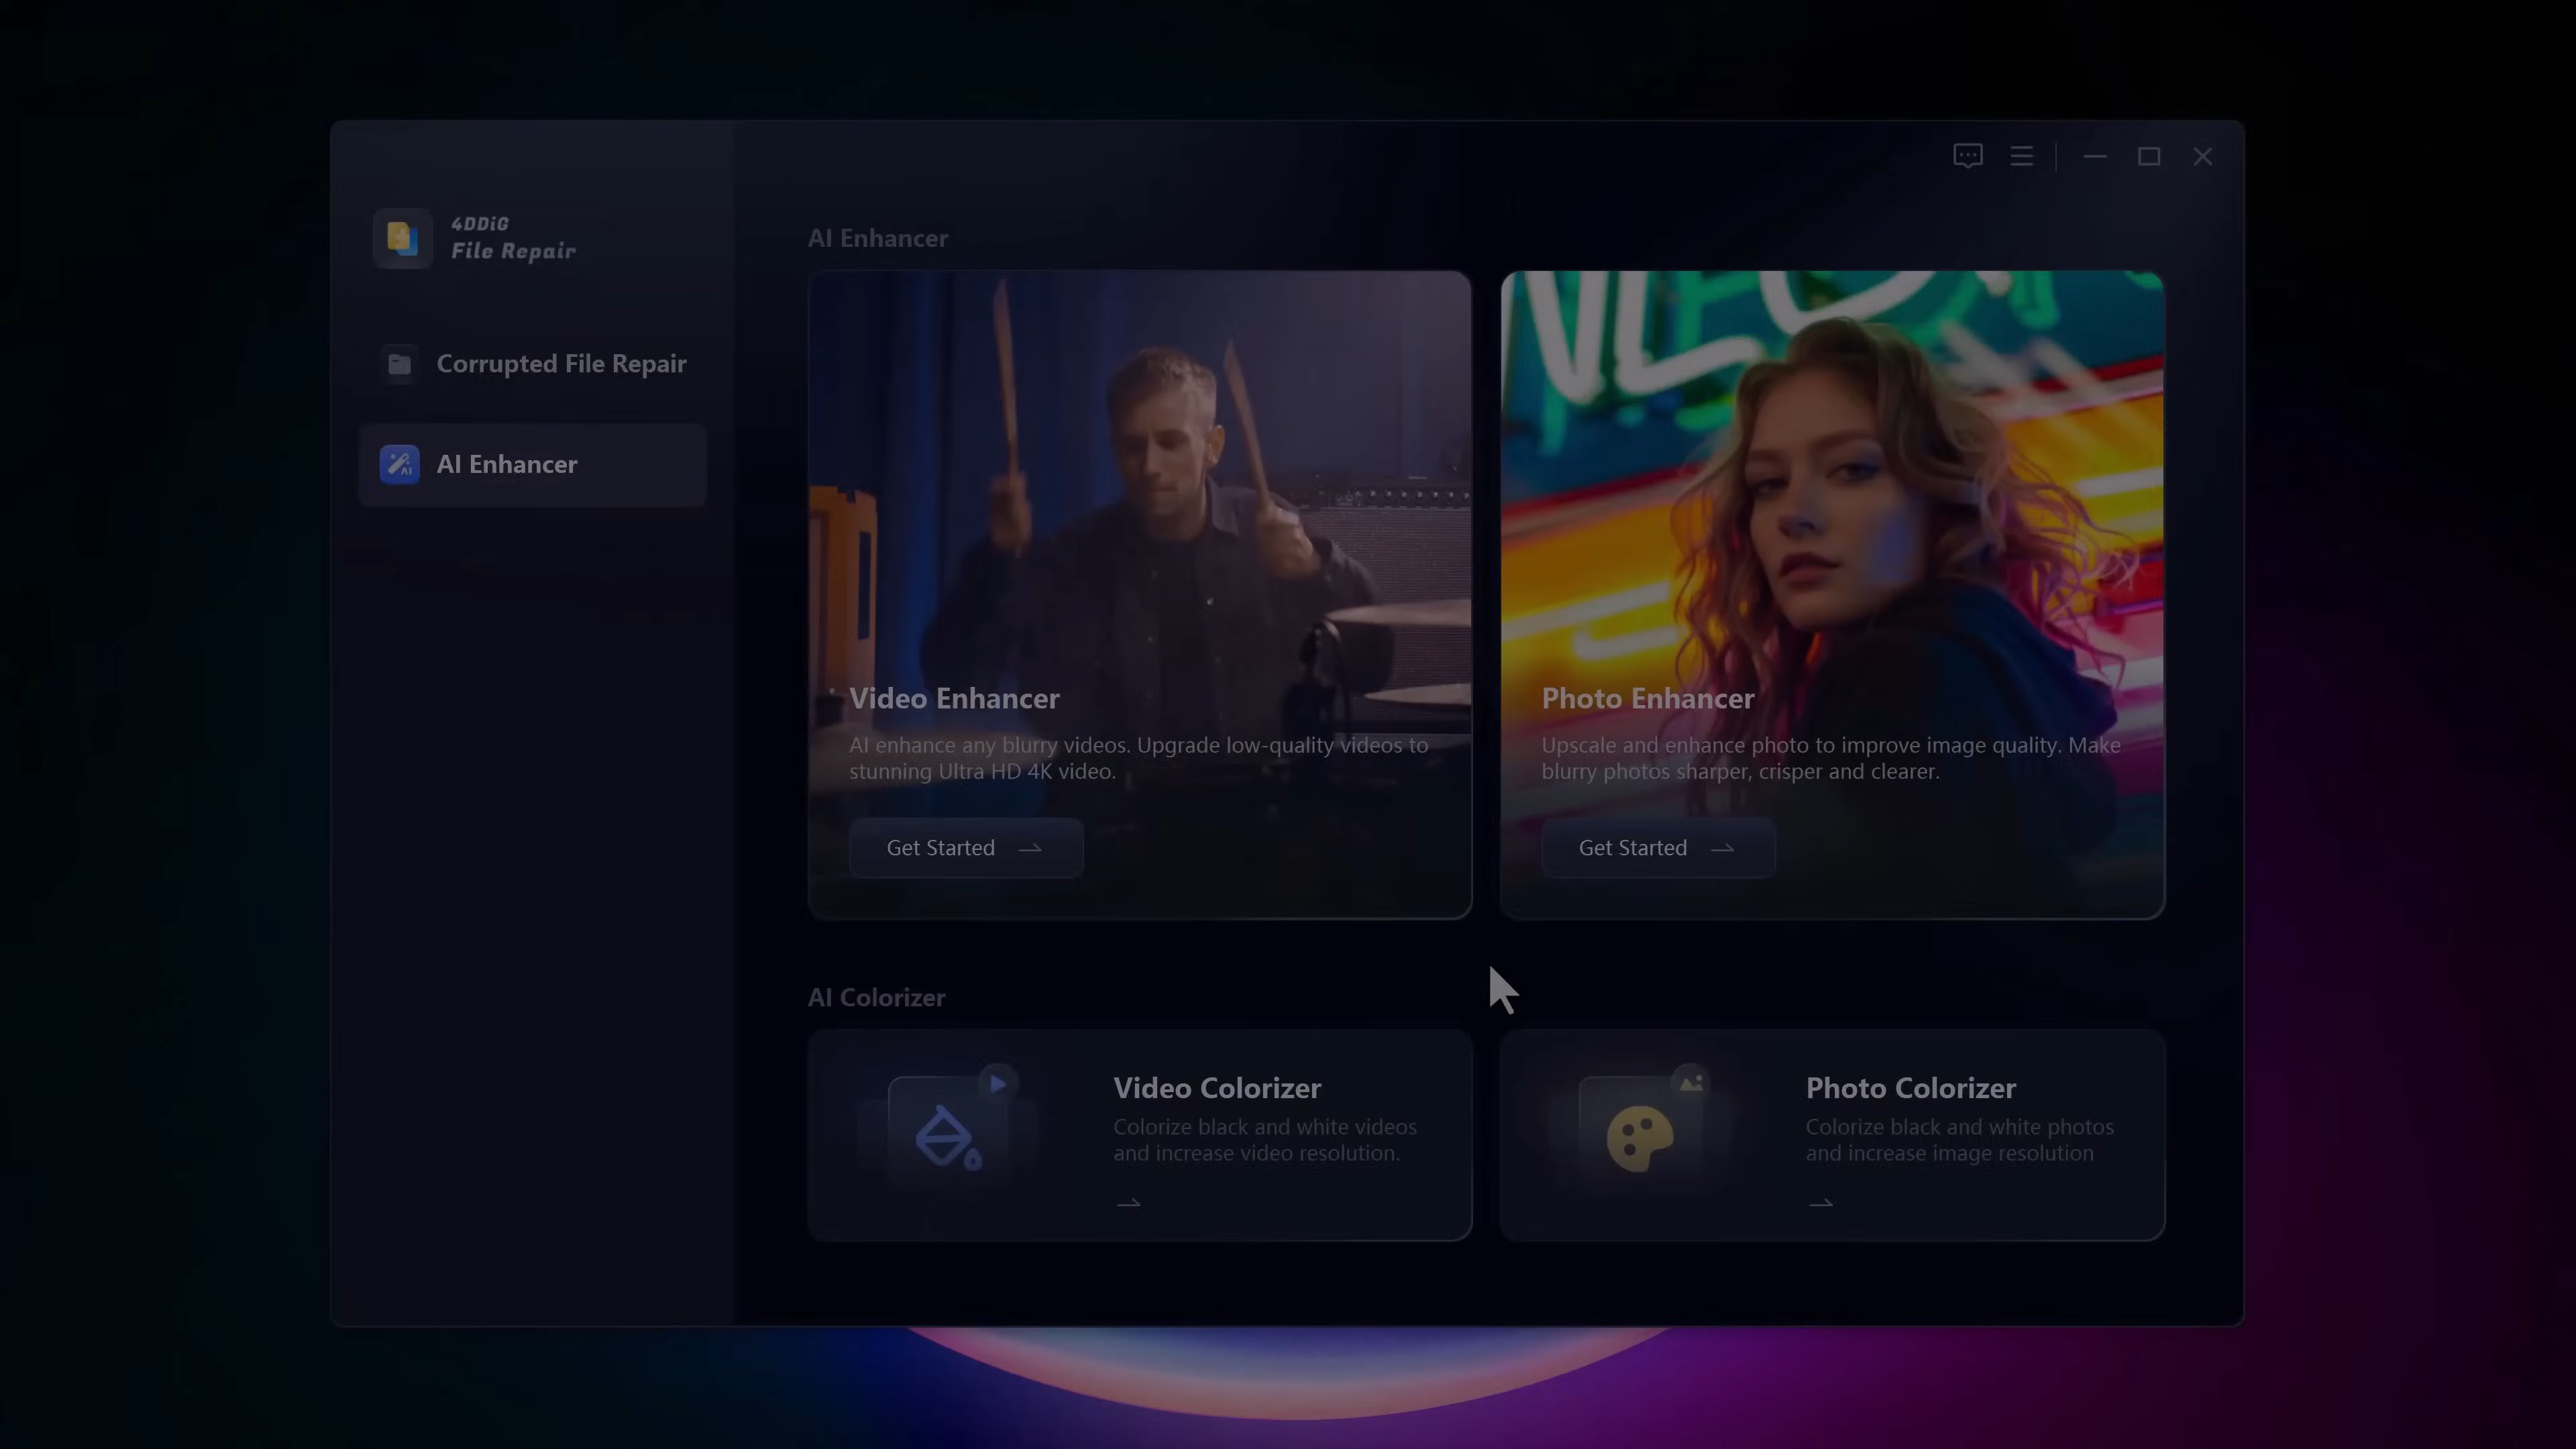 4DDiG
File Repair
Corrupted File Repair
AI Enhancer
AI Enhancer
Video Enhancer
AI enhance any blurry videos. Upgrade low-quality videos to
stunning Ultra HD 4K video.
Get Started
Photo Enhancer
Upscale and enhance photo to improve image quality. Make
blurry photos sharper, crisper and clearer.
Get Started
AI Colorizer
Video Colorizer
Colorize black and white videos
and increase video resolution.
Photo Colorizer
Colorize black and white photos
and increase image resolution